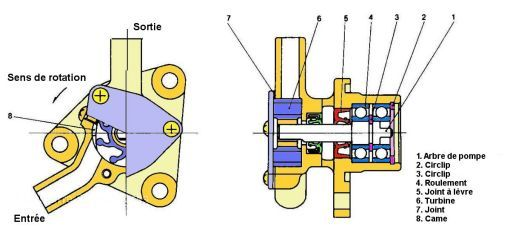 Sortie
Sens de rotation
8
Entrée
7
6
5
4
3
2
1
1. Arbre de pompe
2. Circlip
3. Circlip
4. Roulement
5. Joint à lèvre
6. Turbine
7. Joint
8. Came